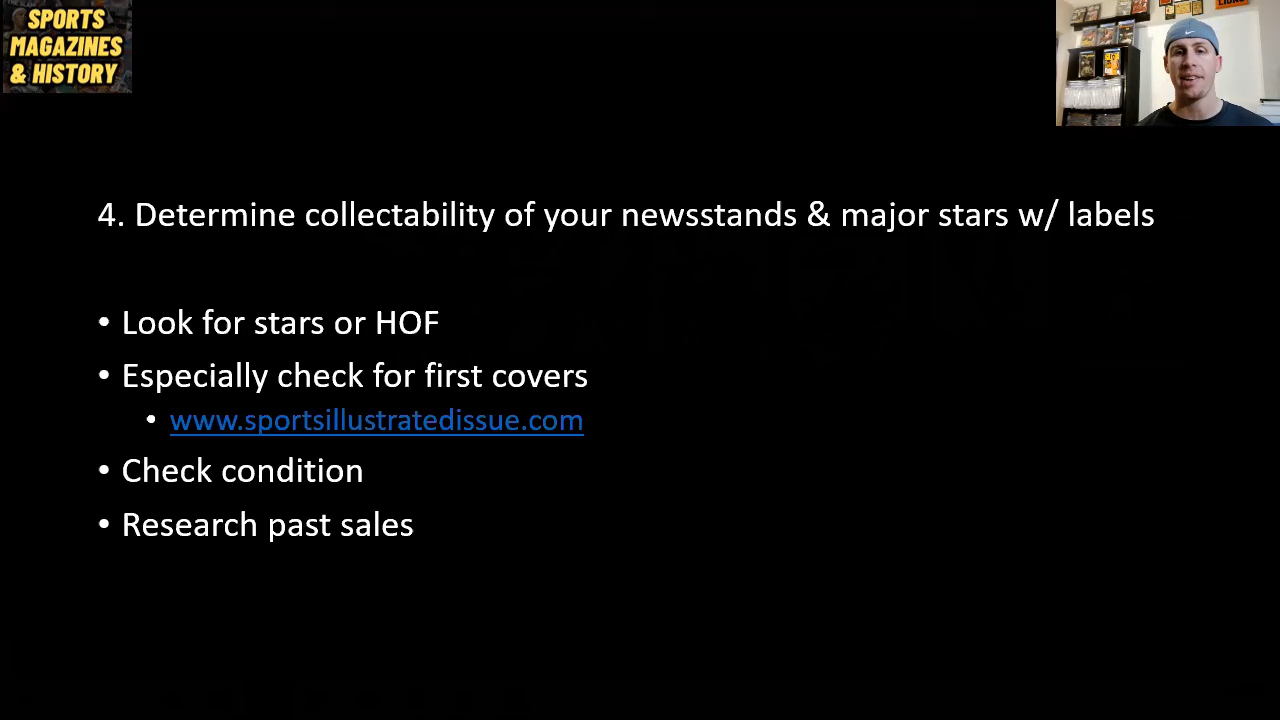 SPORTS
MAGAZINES
& HISTORY
LIONS
4. Determine collectability of your newsstands & major stars w/ labels
• Look for stars or HOF
• Especially check for first covers
• www.sportsillustratedissue.com
• Check condition
• Research past sales